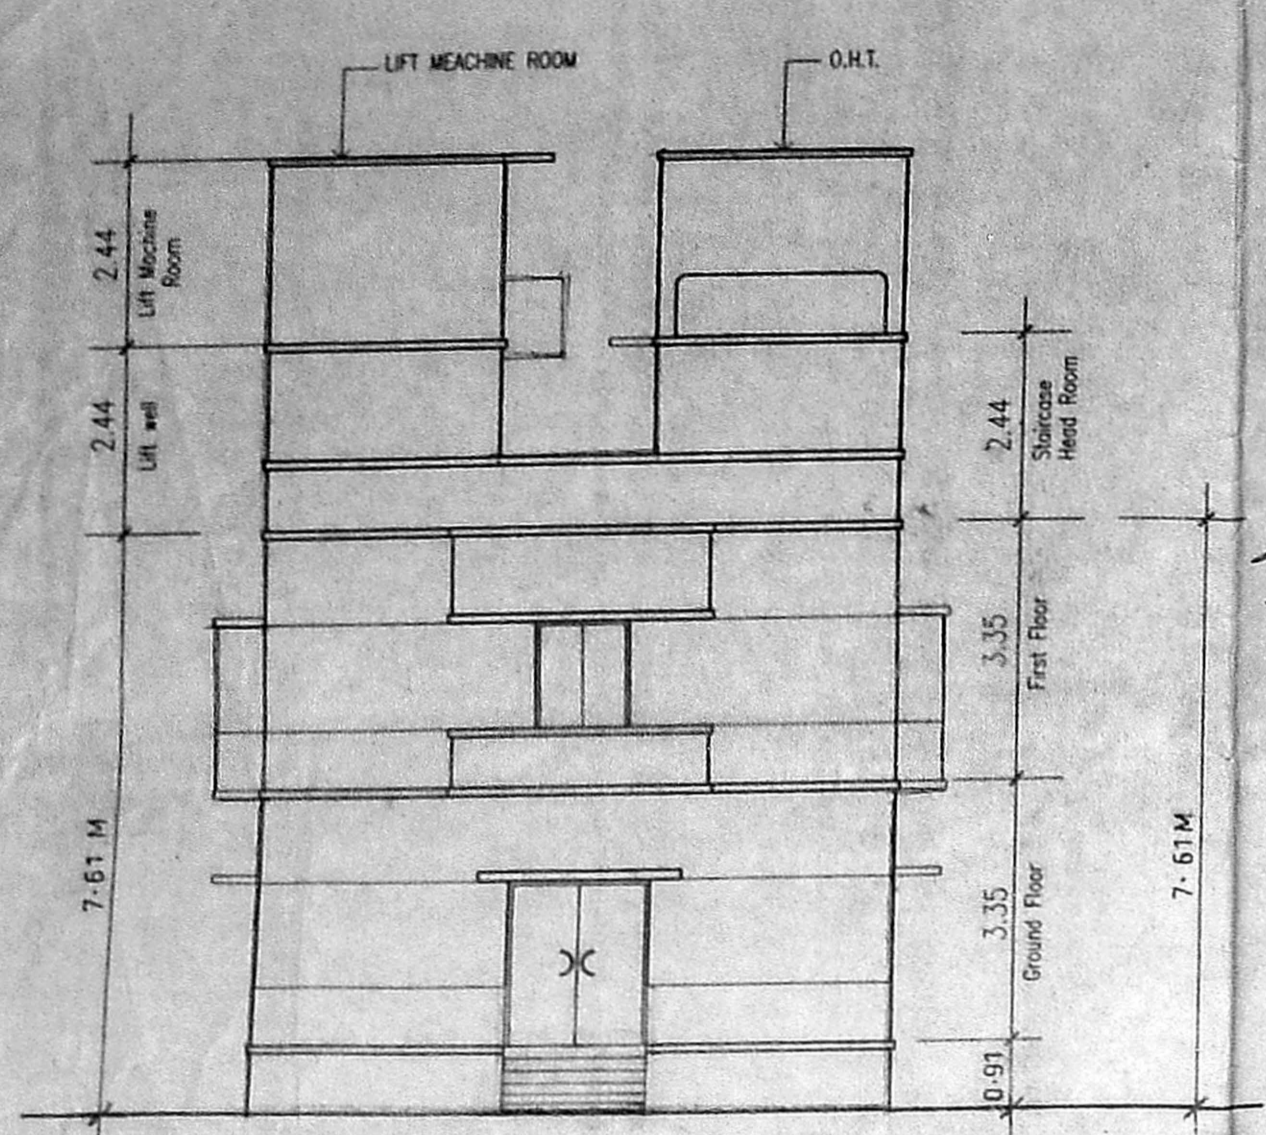 LIFT MEACHINE ROOM
O.H.T.
2.44
Lift Machine
Room
2.44
Lift well
7.61 M
2.44
Staircase
Head Room
3.35
First Floor
3.35
Ground Floor
0.91
7.61M